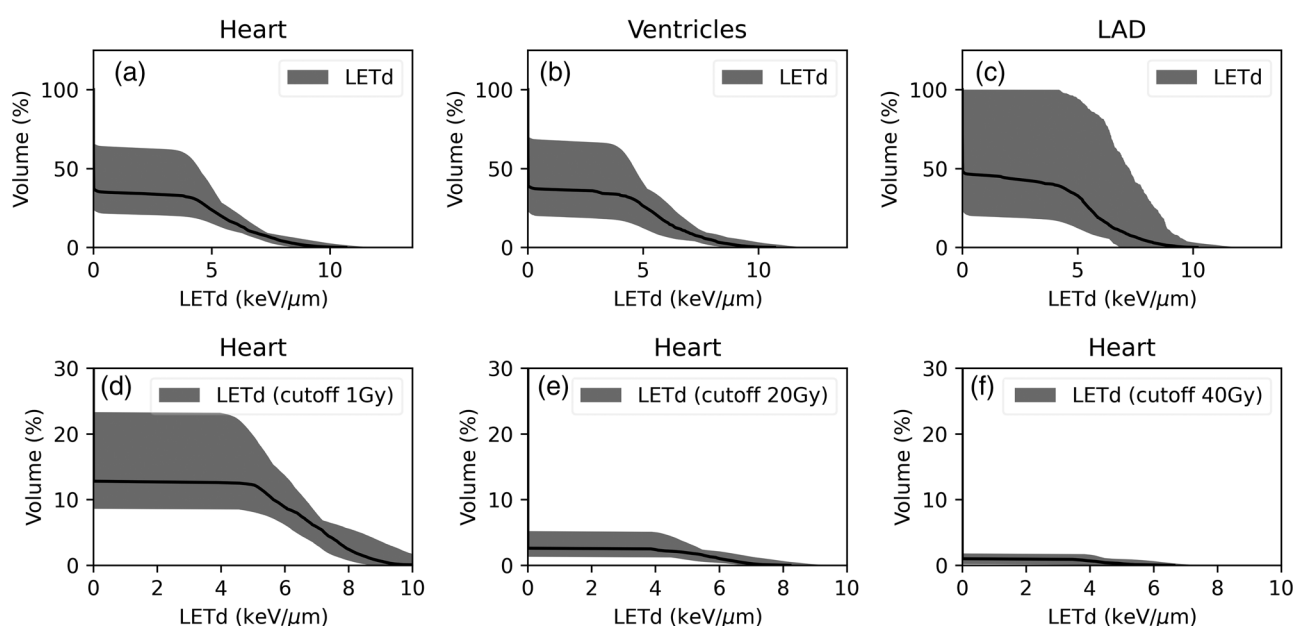 Heart
(a)
LETd
Volume (%)
100
50
0
0 5 10
LETd (keV/μm)
Ventricles
(b)
LETd
Volume (%)
100
50
0
0 5 10
LETd (keV/μm)
LAD
(c)
LETd
Volume (%)
100
50
0
0 5 10
LETd (keV/μm)
Heart
(d)
LETd (cutoff 1Gy)
Volume (%)
30
20
10
0
0 2 4 6 8 10
LETd (keV/μm)
Heart
(e)
LETd (cutoff 20Gy)
Volume (%)
30
20
10
0
0 2 4 6 8 10
LETd (keV/μm)
Heart
(f)
LETd (cutoff 40Gy)
Volume (%)
30
20
10
0
0 2 4 6 8 10
LETd (keV/μm)